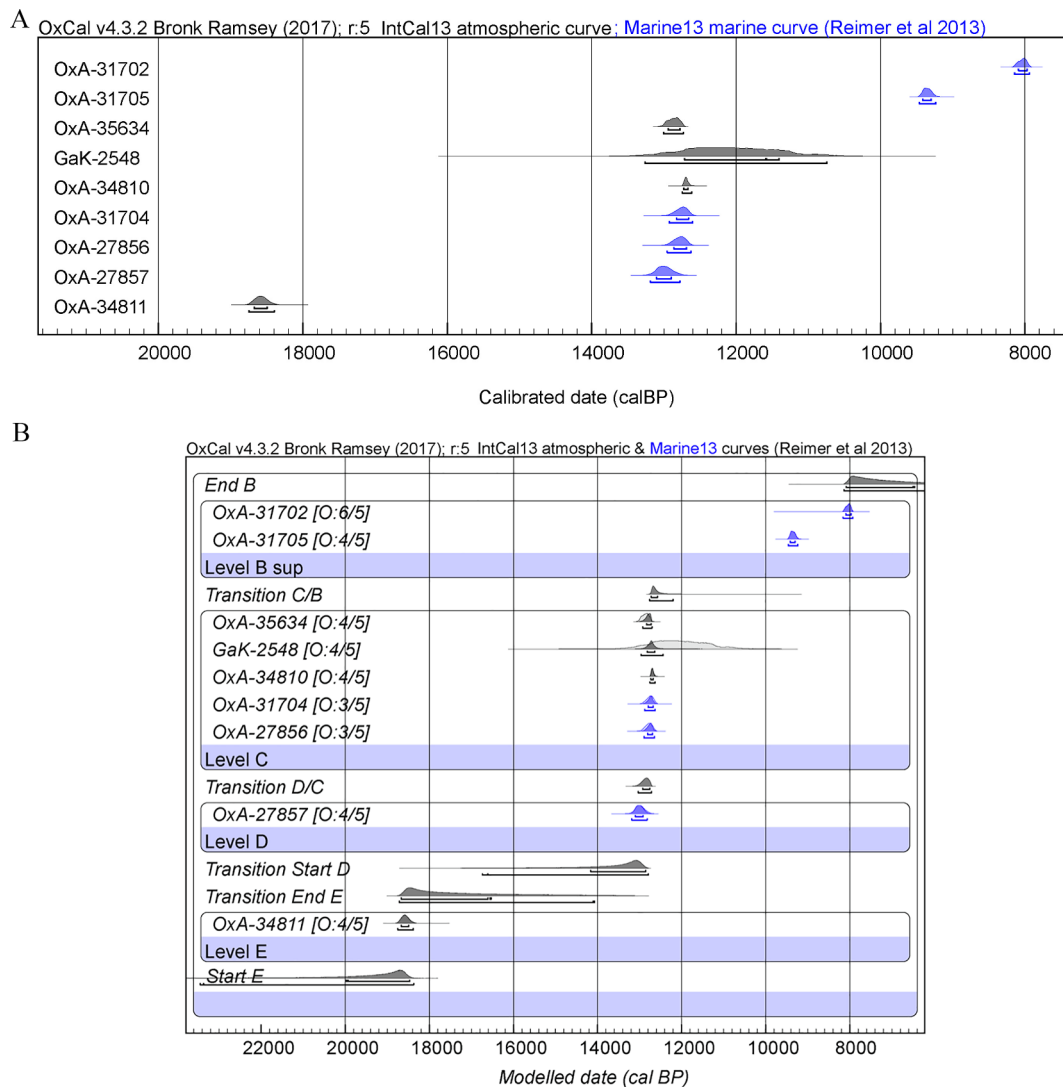 A
OxCal v4.3.2 Bronk Ramsey (2017); r:5 IntCal13 atmospheric curve; Marine13 marine curve (Reimer et al 2013)
OxA-31702
OxA-31705
OxA-35634
GaK-2548
OxA-34810
OxA-31704
OxA-27856
OxA-27857
OxA-34811
20000 18000 16000 14000 12000 10000 8000
Calibrated date (calBP)
B
OxCal v4.3.2 Bronk Ramsey (2017); r:5 IntCal13 atmospheric & Marine13 curves (Reimer et al 2013)
End B
OxA-31702 [O:6/5]
OxA-31705 [O:4/5]
Level B sup
Transition C/B
OxA-35634 [O:4/5]
GaK-2548 [O:4/5]
OxA-34810 [O:4/5]
OxA-31704 [O:3/5]
OxA-27856 [O:3/5]
Level C
Transition D/C
OxA-27857 [O:4/5]
Level D
Transition Start D
Transition End E
OxA-34811 [O:4/5]
Level E
Start E
22000 20000 18000 16000 14000 12000 10000 8000
Modelled date (cal BP)